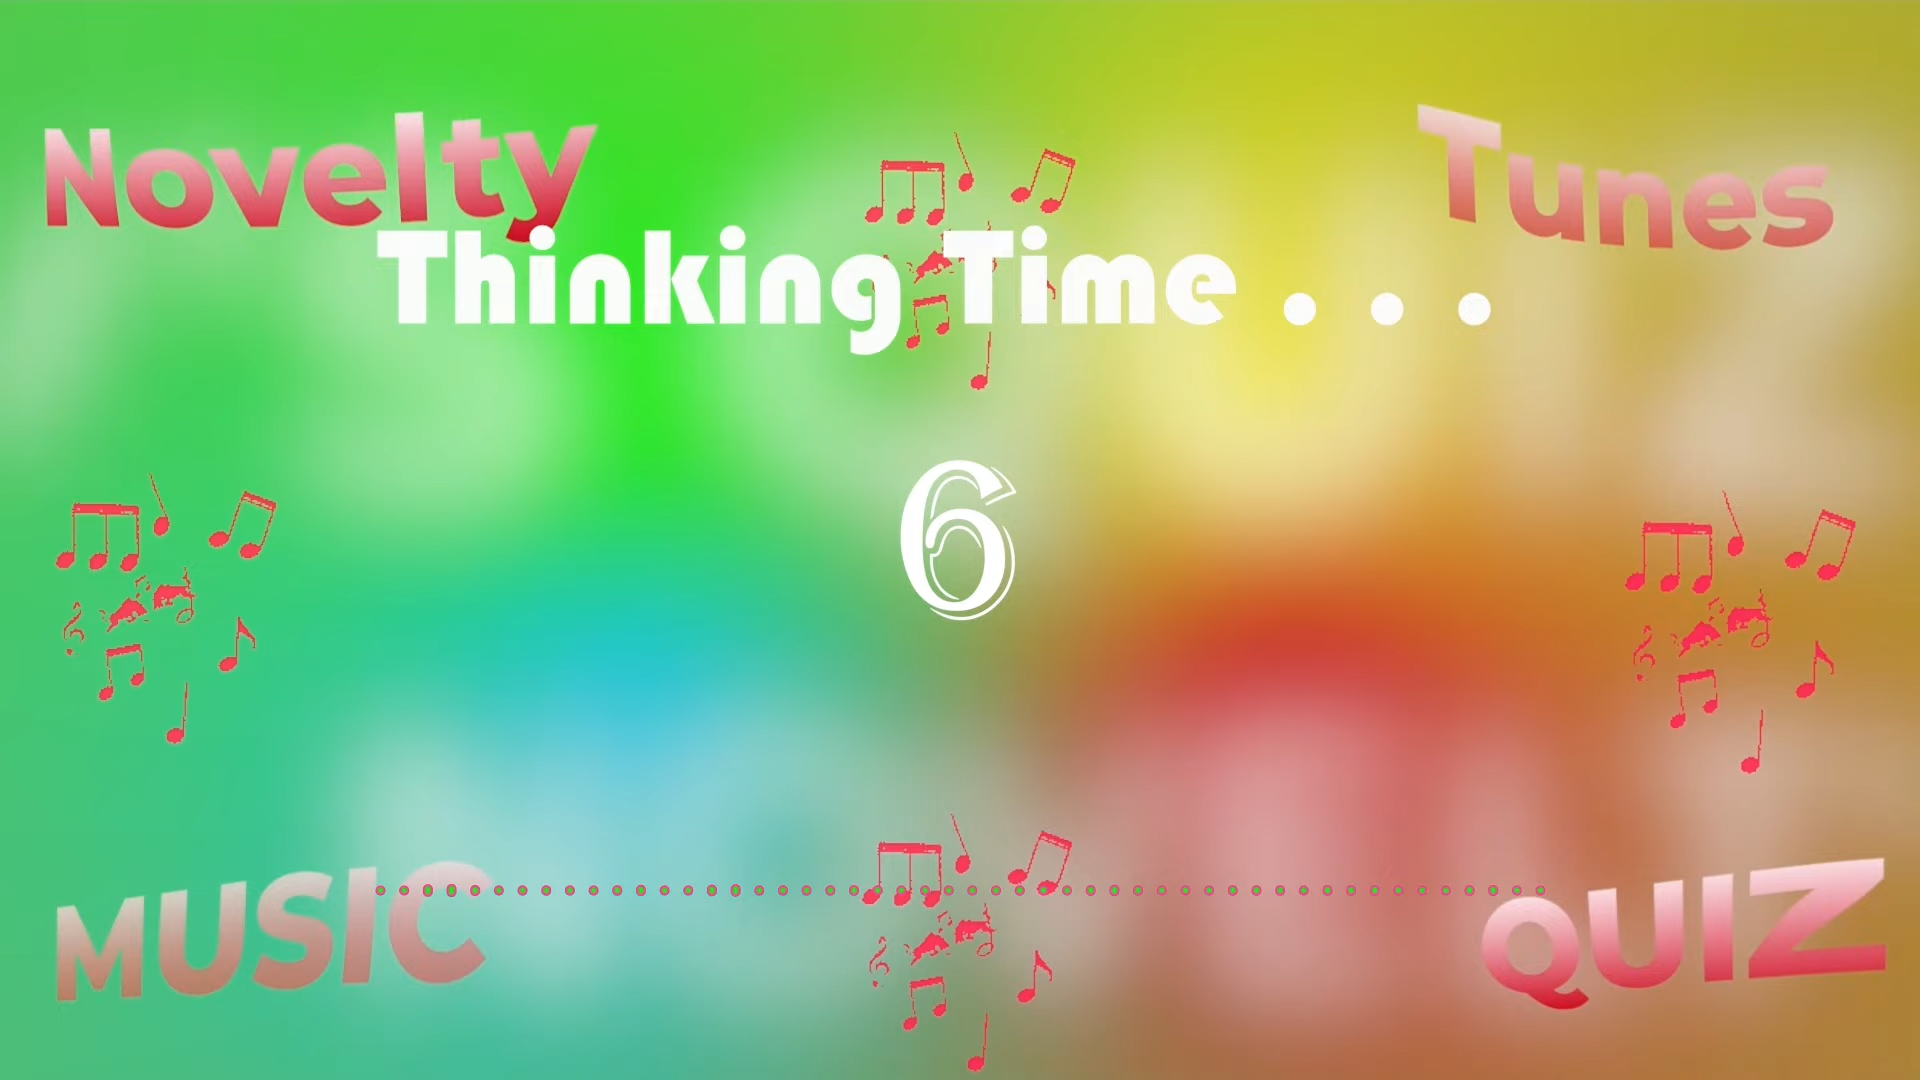 Novelty
Tunes
Thinking Time . . .
6
MUSIC
QUIZ